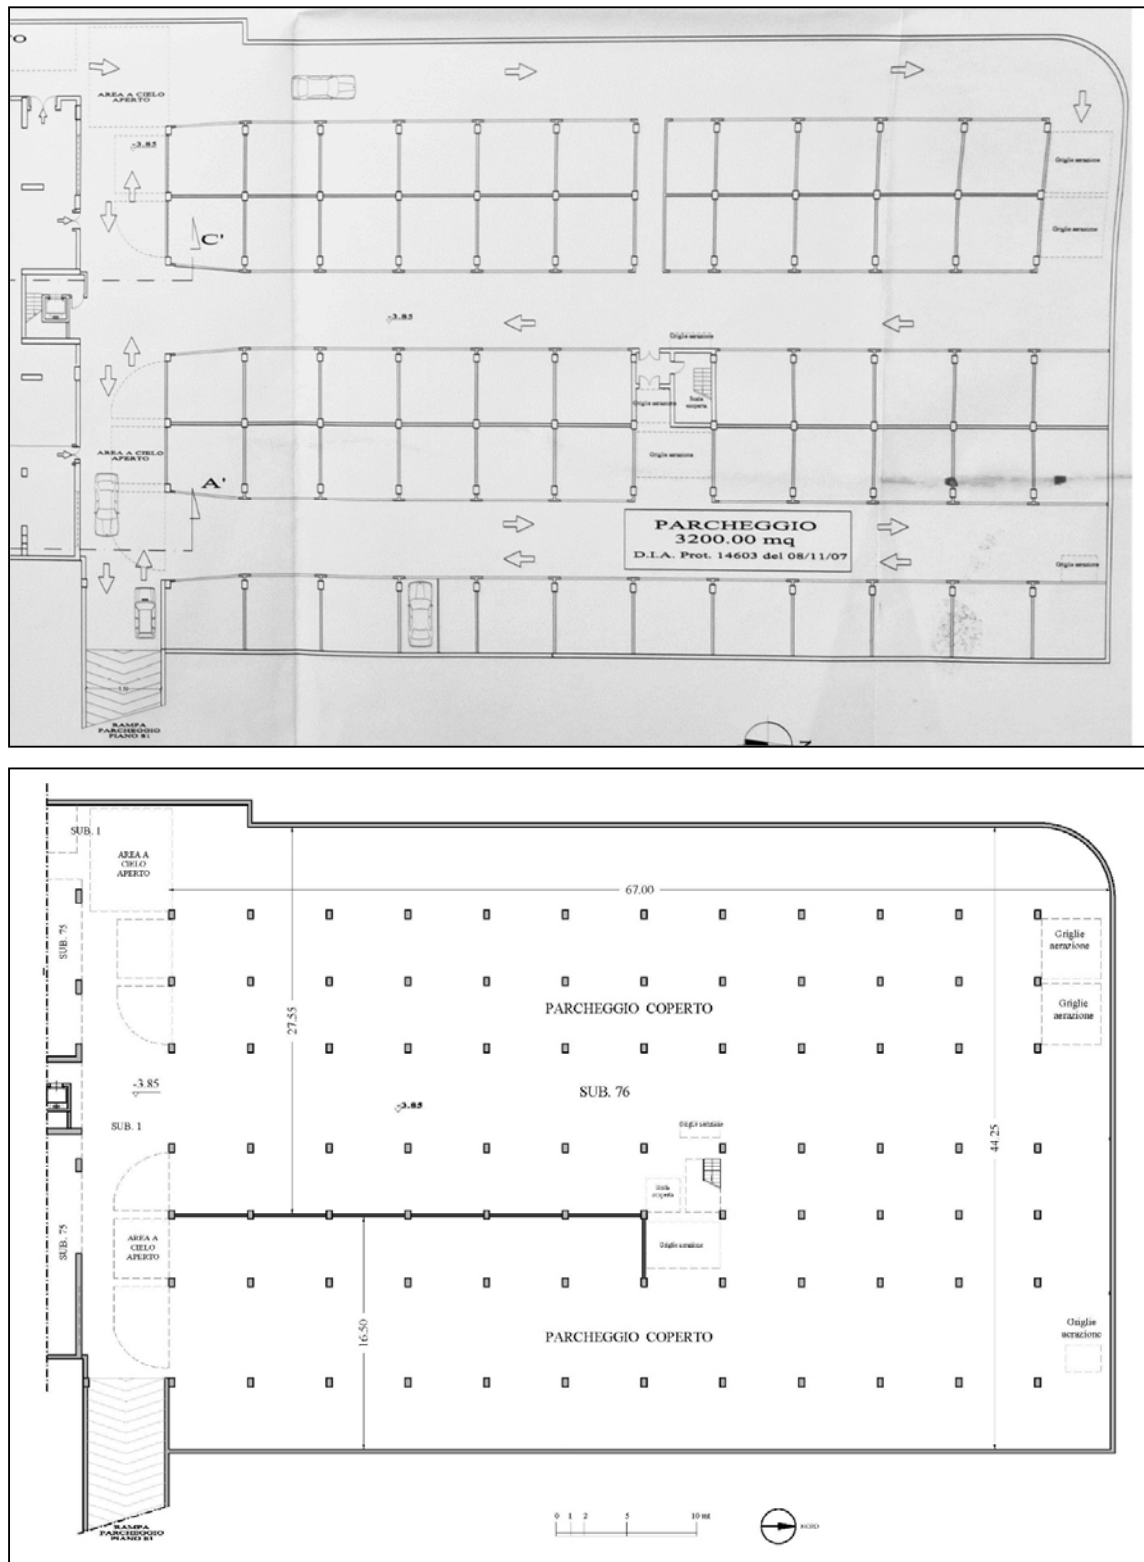 AREA A CIELO
APERTO
-3.85
Griglie aerazione
Griglie aerazione
C'
-3.85
Griglie aerazione
Griglie aerazione
Scala
scoperta
AREA A CIELO
APERTO
Griglie aerazione
A'
PARCHEGGIO
3200.00 mq
D.I.A. Prot. 14603 del 08/11/07
Griglie aerazione
RAMPA
PARCHEGGIO
PIANO S1
N
SUB. 1
AREA A
CIELO
APERTO
67.00
SUB. 75
Griglie
aerazione
27.55
PARCHEGGIO COPERTO
Griglie
aerazione
-3.85
SUB. 76
-3.85
SUB. 1
Griglie aerazione
44.25
Scala
scoperta
SUB. 75
AREA A
CIELO
APERTO
Griglie aerazione
16.50
PARCHEGGIO COPERTO
Griglie
aerazione
RAMPA
PARCHEGGIO
PIANO S1
0 1 2 5 10 mt
NORD